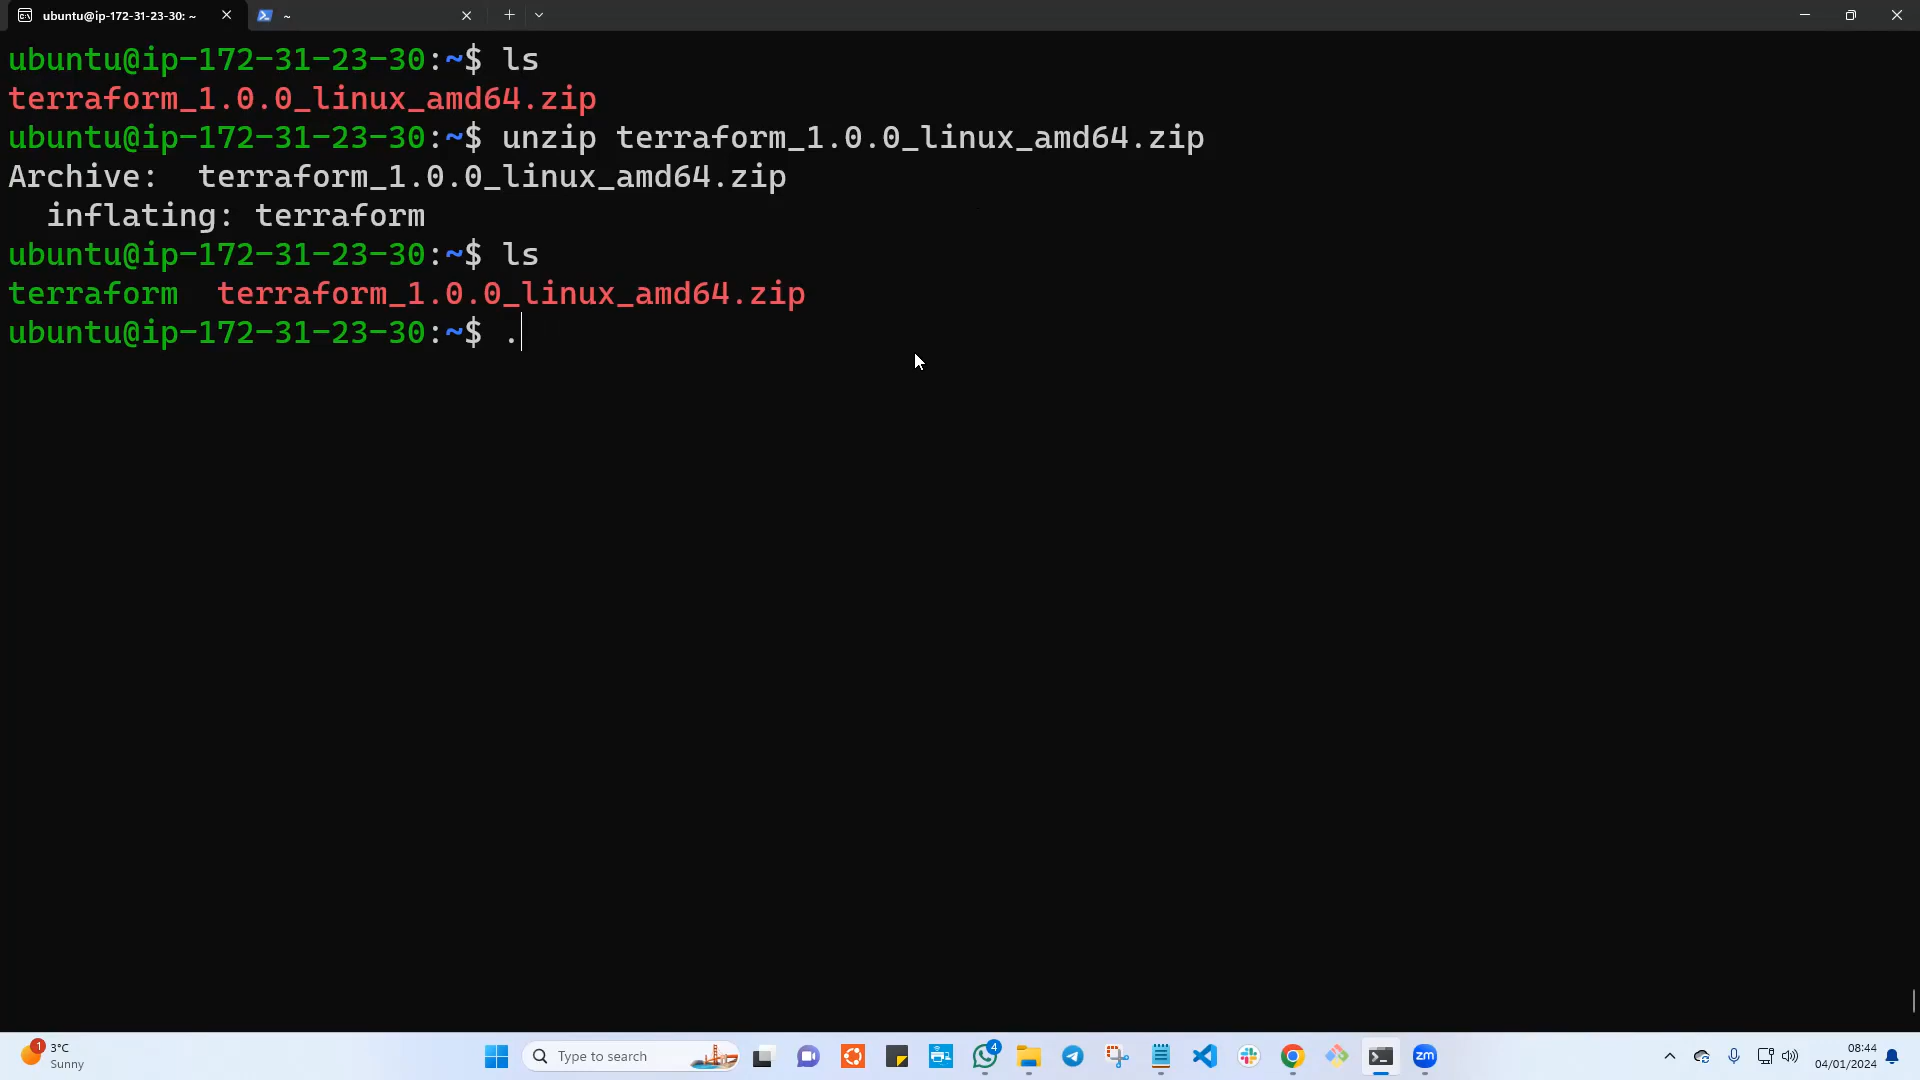 ubuntu@ip-172-31-23-30: ~
~
ubuntu@ip-172-31-23-30:~$ ls
terraform_1.0.0_linux_amd64.zip
ubuntu@ip-172-31-23-30:~$ unzip terraform_1.0.0_linux_amd64.zip
Archive:  terraform_1.0.0_linux_amd64.zip
  inflating: terraform
ubuntu@ip-172-31-23-30:~$ ls
terraform  terraform_1.0.0_linux_amd64.zip
ubuntu@ip-172-31-23-30:~$ .
1
3°C
Sunny
Type to search
4
zm
08:44
04/01/2024